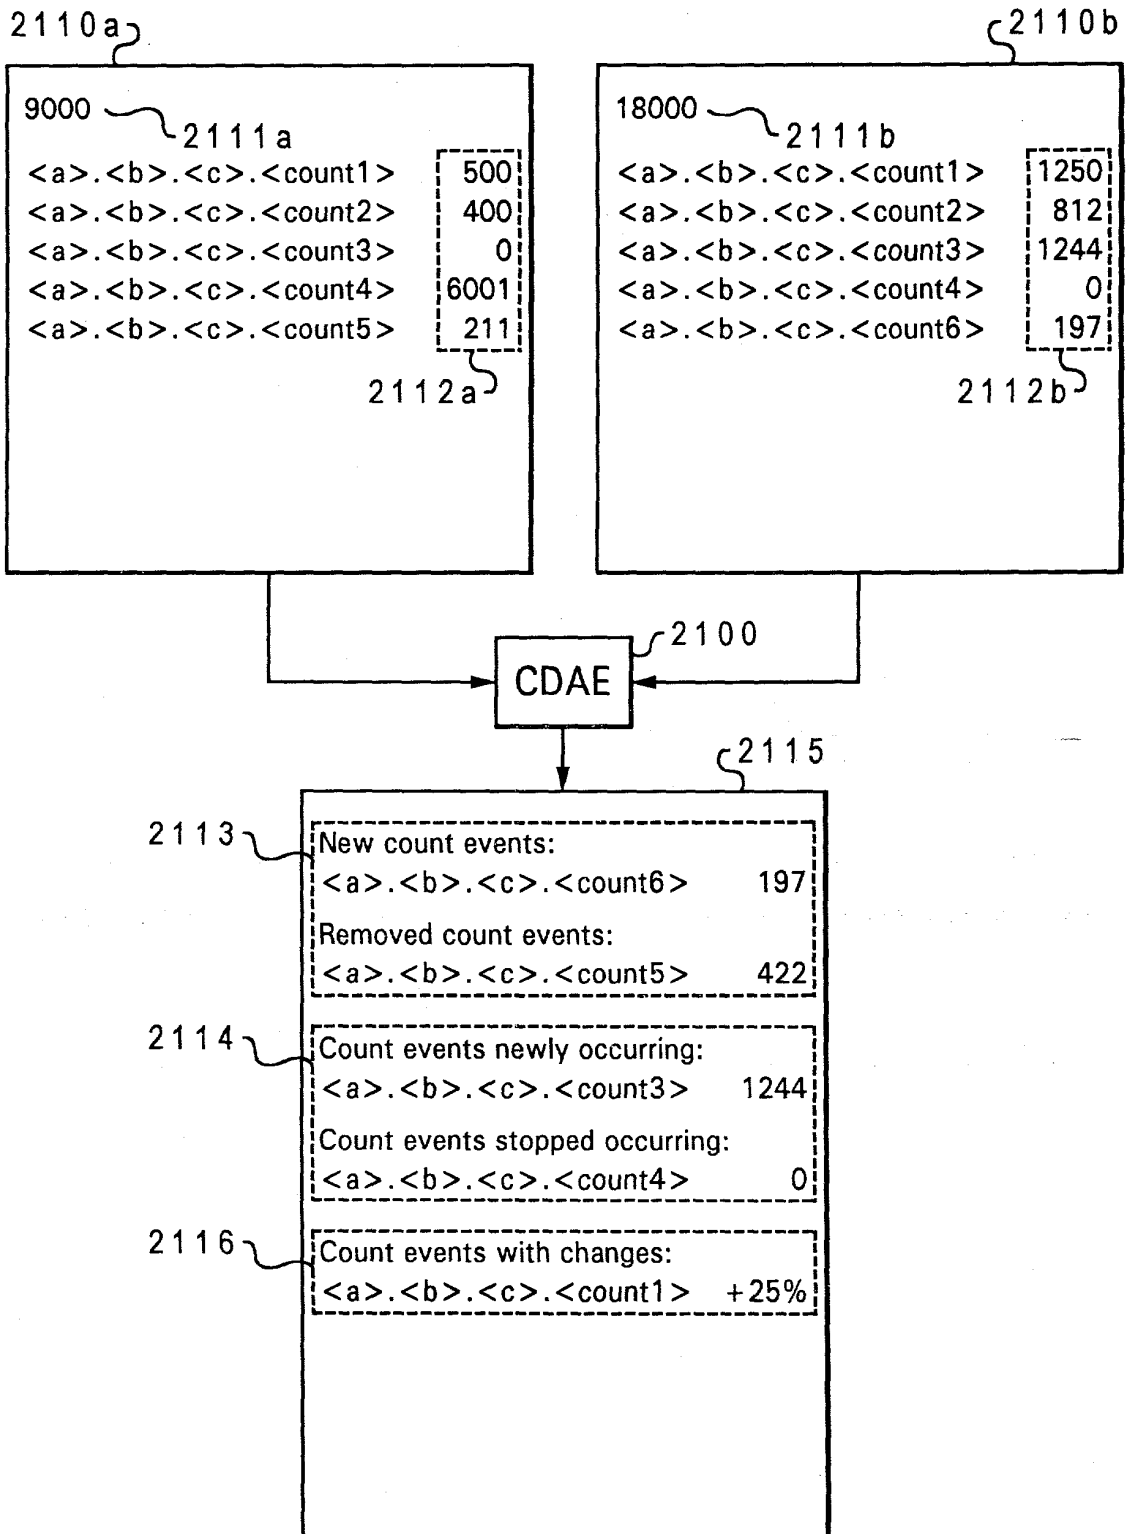 2110a
2110b
9000
2111a
<a>.<b>.<c>.<count1> 500
<a>.<b>.<c>.<count2> 400
<a>.<b>.<c>.<count3> 0
<a>.<b>.<c>.<count4> 6001
<a>.<b>.<c>.<count5> 211
2112a
18000
2111b
<a>.<b>.<c>.<count1> 1250
<a>.<b>.<c>.<count2> 812
<a>.<b>.<c>.<count3> 1244
<a>.<b>.<c>.<count4> 0
<a>.<b>.<c>.<count6> 197
2112b
2100
CDAE
2115
2113
New count events:
<a>.<b>.<c>.<count6> 197
Removed count events:
<a>.<b>.<c>.<count5> 422
2114
Count events newly occurring:
<a>.<b>.<c>.<count3> 1244
Count events stopped occurring:
<a>.<b>.<c>.<count4> 0
2116
Count events with changes:
<a>.<b>.<c>.<count1> +25%